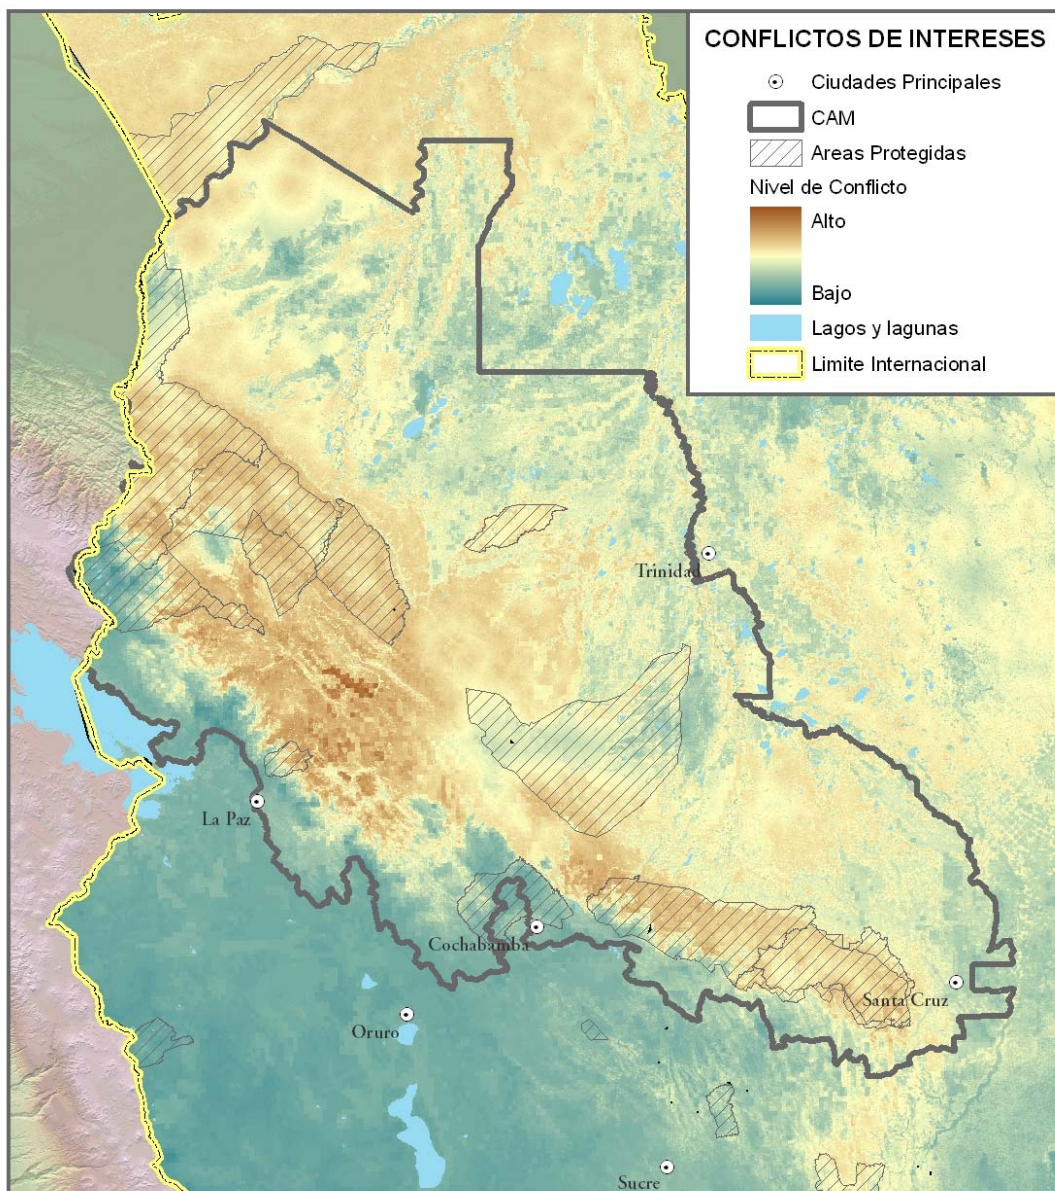 CONFLICTOS DE INTERESES
Ciudades Principales
CAM
Areas Protegidas
Nivel de Conflicto
Alto
Bajo
Lagos y lagunas
Limite Internacional
Trinidad
La Paz
Cochabamba
Santa Cruz
Oruro
Sucre